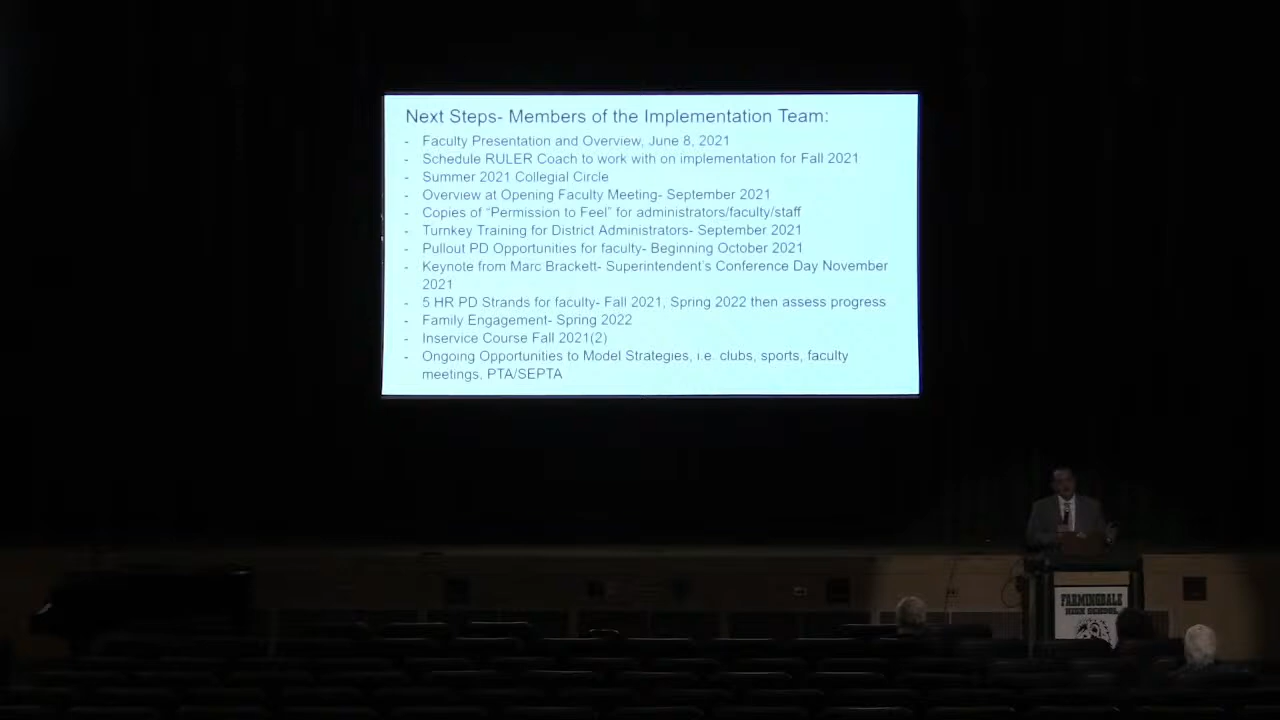 Next Steps- Members of the Implementation Team:
- Faculty Presentation and Overview, June 8, 2021
- Schedule RULER Coach to work with on implementation for Fall 2021
- Summer 2021 Collegial Circle
- Overview at Opening Faculty Meeting- September 2021
- Copies of “Permission to Feel” for administrators/faculty/staff
- Turnkey Training for District Administrators- September 2021
- Pullout PD Opportunities for faculty- Beginning October 2021
- Keynote from Marc Brackett- Superintendent's Conference Day November
2021
- 5 HR PD Strands for faculty- Fall 2021, Spring 2022 then assess progress
- Family Engagement- Spring 2022
- Inservice Course Fall 2021(2)
- Ongoing Opportunities to Model Strategies, i.e. clubs, sports, faculty
meetings, PTA/SEPTA
FARMINGDALE
HIGH SCHOOL